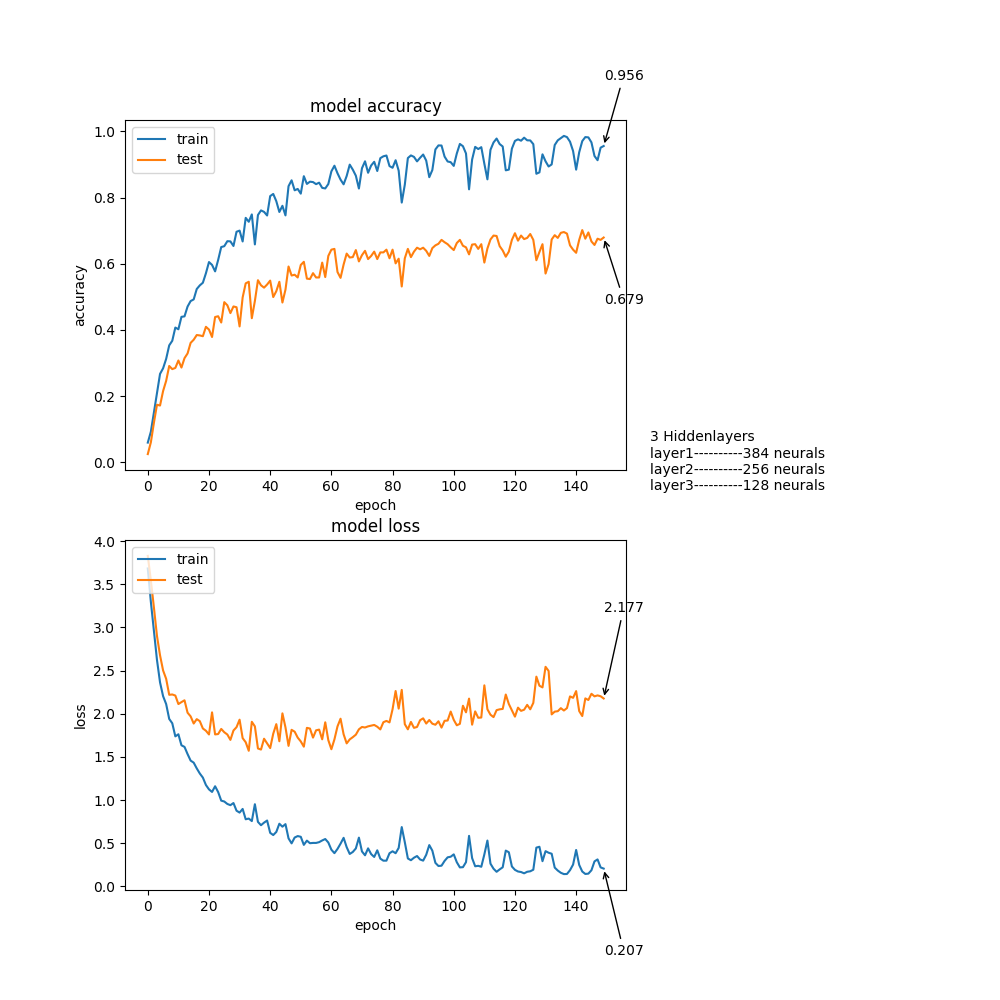 0.956
model accuracy
1.0
0.8
0.6
0.4
0.2
0.0
accuracy
train
test
0.679
0 20 40 60 80 100 120 140
epoch
3 Hiddenlayers
layer1----------384 neurals
layer2----------256 neurals
layer3----------128 neurals
model loss
4.0
3.5
3.0
2.5
2.0
1.5
1.0
0.5
0.0
loss
train
test
2.177
0 20 40 60 80 100 120 140
epoch
0.207